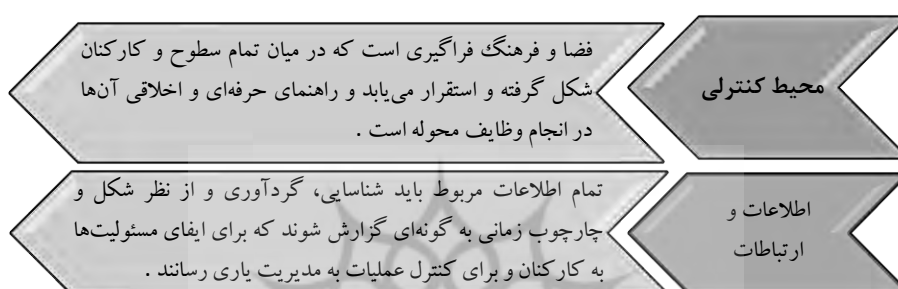 محیط کنترلی
فضا و فرهنگ فراگیری است که در میان تمام سطوح و کارکنان
شکل گرفته و استقرار می‌یابد و راهنمای حرفه‌ای و اخلاقی آن‌ها
در انجام وظایف محوله است .
اطلاعات و
ارتباطات
تمام اطلاعات مربوط باید شناسایی، گردآوری و از نظر شکل و
چارچوب زمانی به گونه‌ای گزارش شوند که برای ایفای مسئولیت‌ها
به کارکنان و برای کنترل عملیات به مدیریت یاری رسانند .